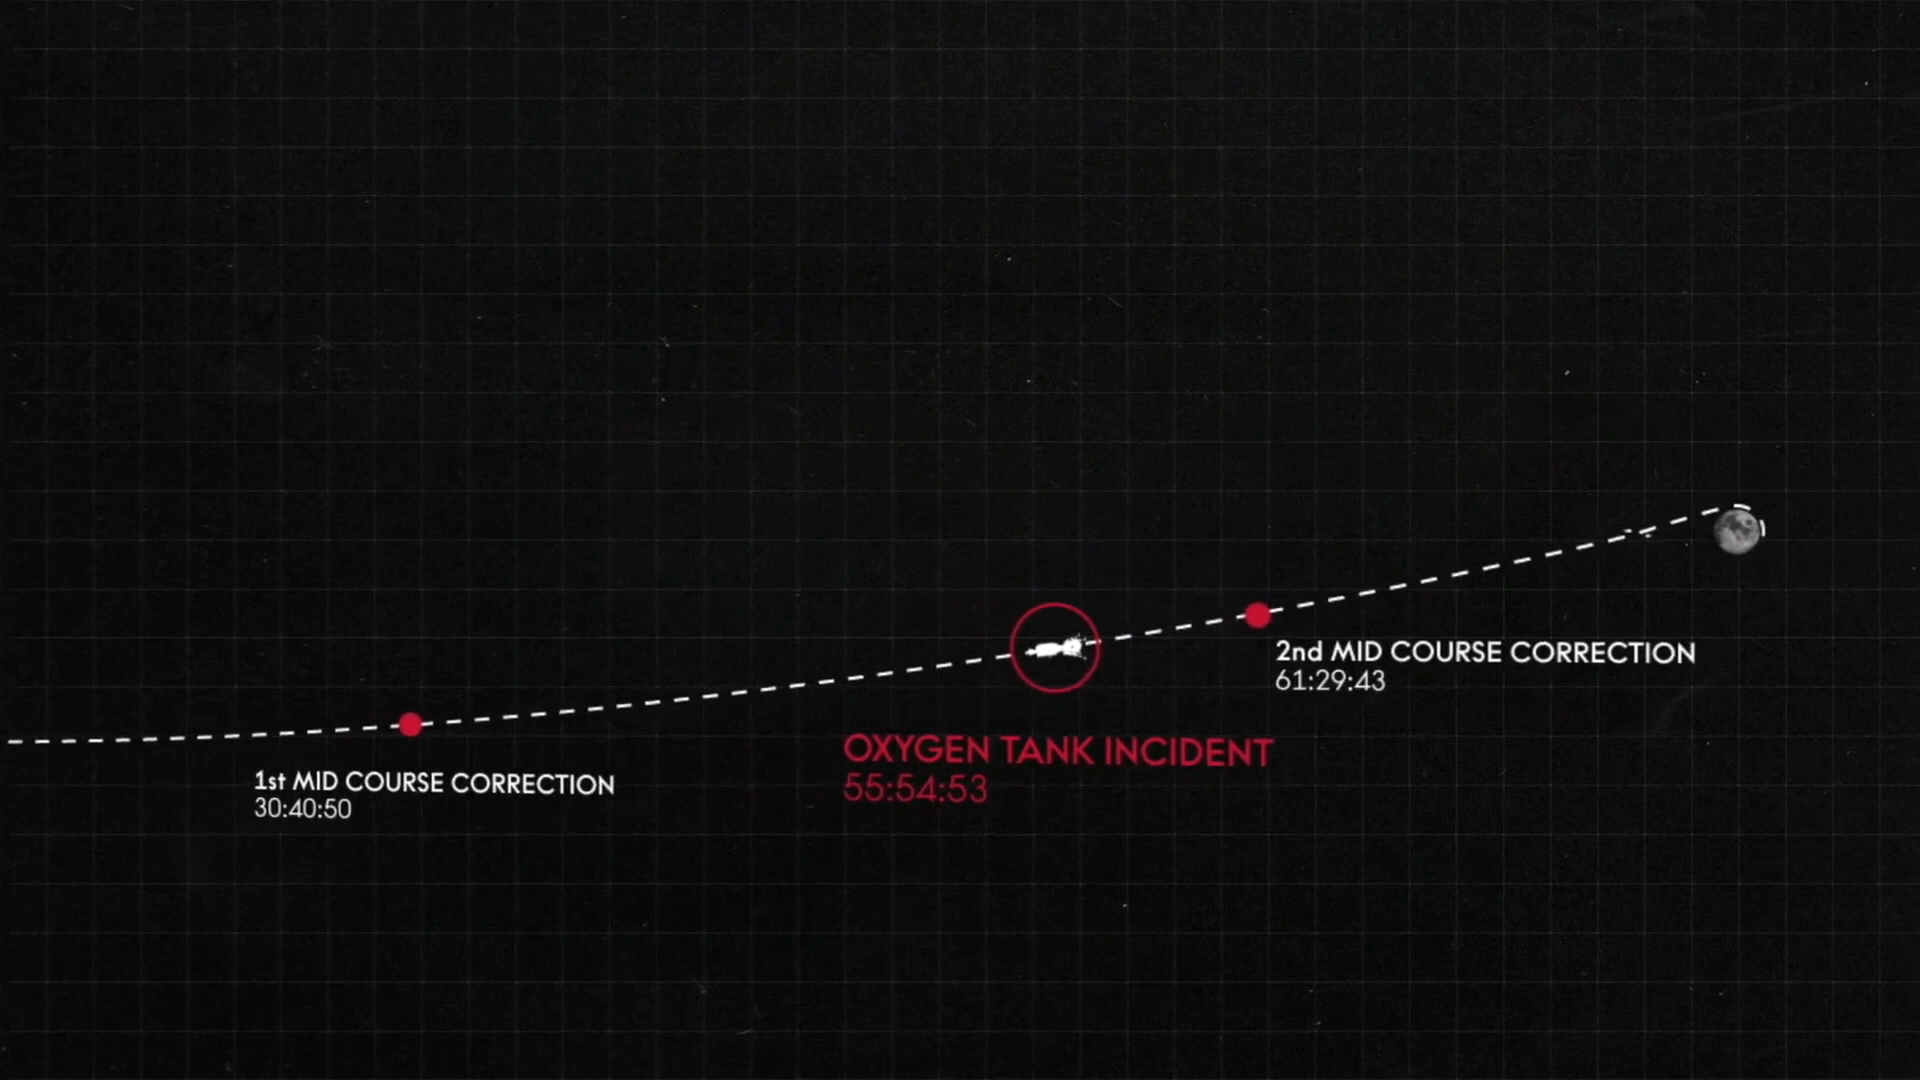 2nd MID COURSE CORRECTION
61:29:43
OXYGEN TANK INCIDENT
55:54:53
1st MID COURSE CORRECTION
30:40:50